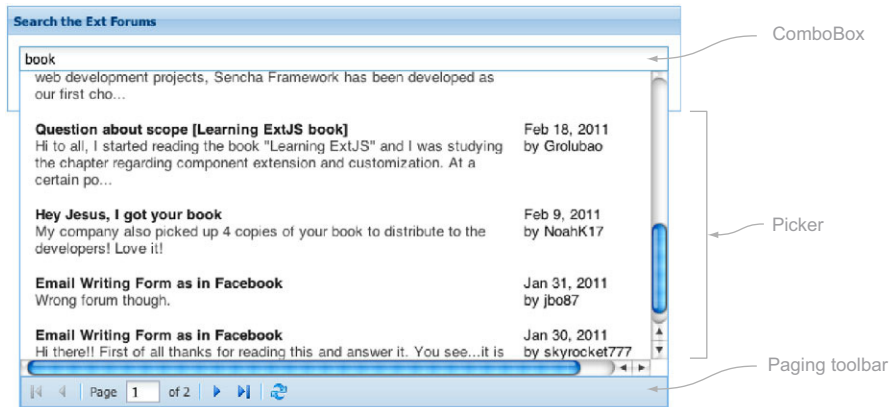 Search the Ext Forums
ComboBox
book
web development projects, Sencha Framework has been developed as
our first cho...
Question about scope [Learning ExtJS book]
Feb 18, 2011
Hi to all, I started reading the book "Learning ExtJS" and I was studying
by Grolubao
the chapter regarding component extension and customization. At a
certain po...
Hey Jesus, I got your book
Feb 9, 2011
My company also picked up 4 copies of your book to distribute to the
by NoahK17
developers! Love it!
Picker
Email Writing Form as in Facebook
Jan 31, 2011
Wrong forum though.
by jbo87
Email Writing Form as in Facebook
Jan 30, 2011
Hi there!! First of all thanks for reading this and answer it. You see...it is
by skyrocket777
Paging toolbar
Page 1 of 2